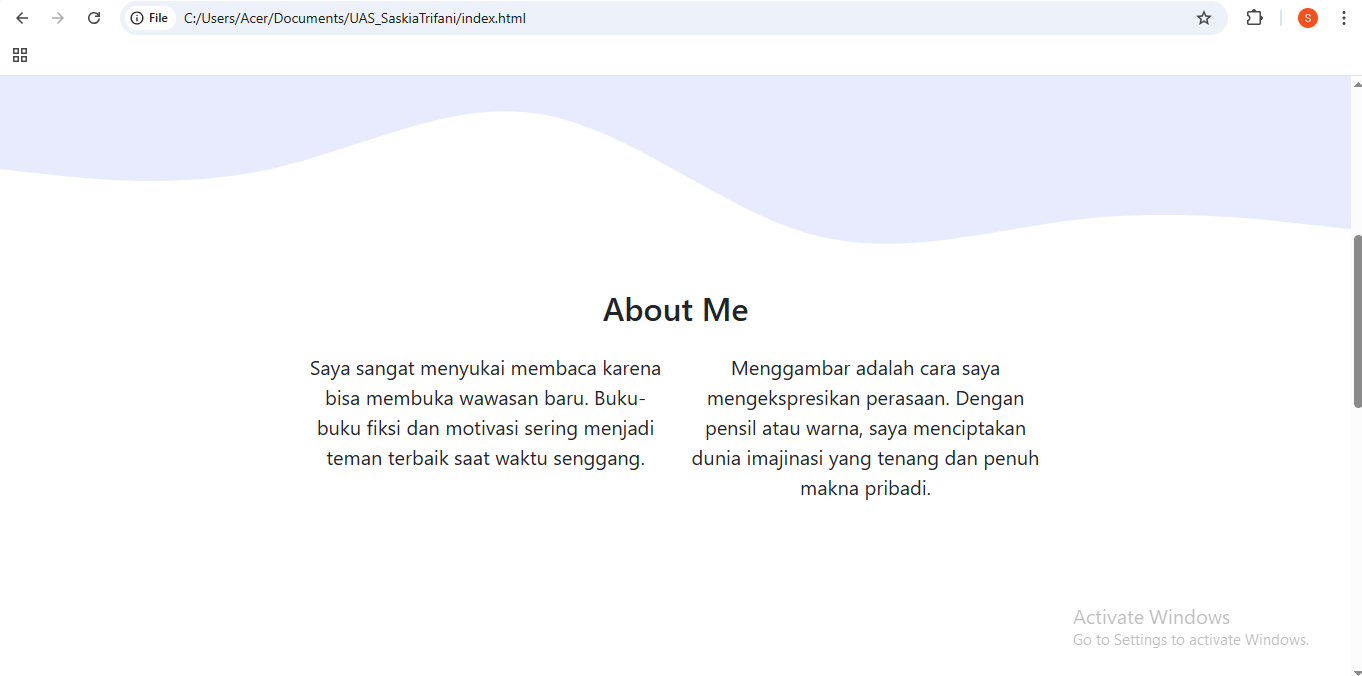 File
C:/Users/Acer/Documents/UAS_SaskiaTrifani/index.html
S
About Me
Saya sangat menyukai membaca karena
bisa membuka wawasan baru. Buku-
buku fiksi dan motivasi sering menjadi
teman terbaik saat waktu senggang.
Menggambar adalah cara saya
mengekspresikan perasaan. Dengan
pensil atau warna, saya menciptakan
dunia imajinasi yang tenang dan penuh
makna pribadi.
Activate Windows
Go to Settings to activate Windows.